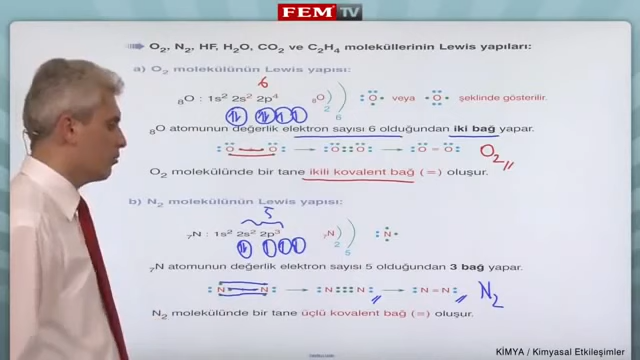 FEM TV
O₂, N₂, HF, H₂O, CO₂ ve C₂H₄ moleküllerinin Lewis yapıları:
a) O₂ molekülünün Lewis yapısı:
6
₈O : 1s² 2s² 2p⁴ ₈O) 2 6 O veya O şeklinde gösterilir.
₈O atomunun değerlik elektron sayısı 6 olduğundan iki bağ yapar.
O O → O O → O = O O₂
O₂ molekülünde bir tane ikili kovalent bağ (=) oluşur.
b) N₂ molekülünün Lewis yapısı:
5
₇N : 1s² 2s² 2p³ ₇N) 2 5 N
₇N atomunun değerlik elektron sayısı 5 olduğundan 3 bağ yapar.
N N → N N → N ≡ N N₂
N₂ molekülünde bir tane üçlü kovalent bağ (≡) oluşur.
KİMYA / Kimyasal Etkileşimler